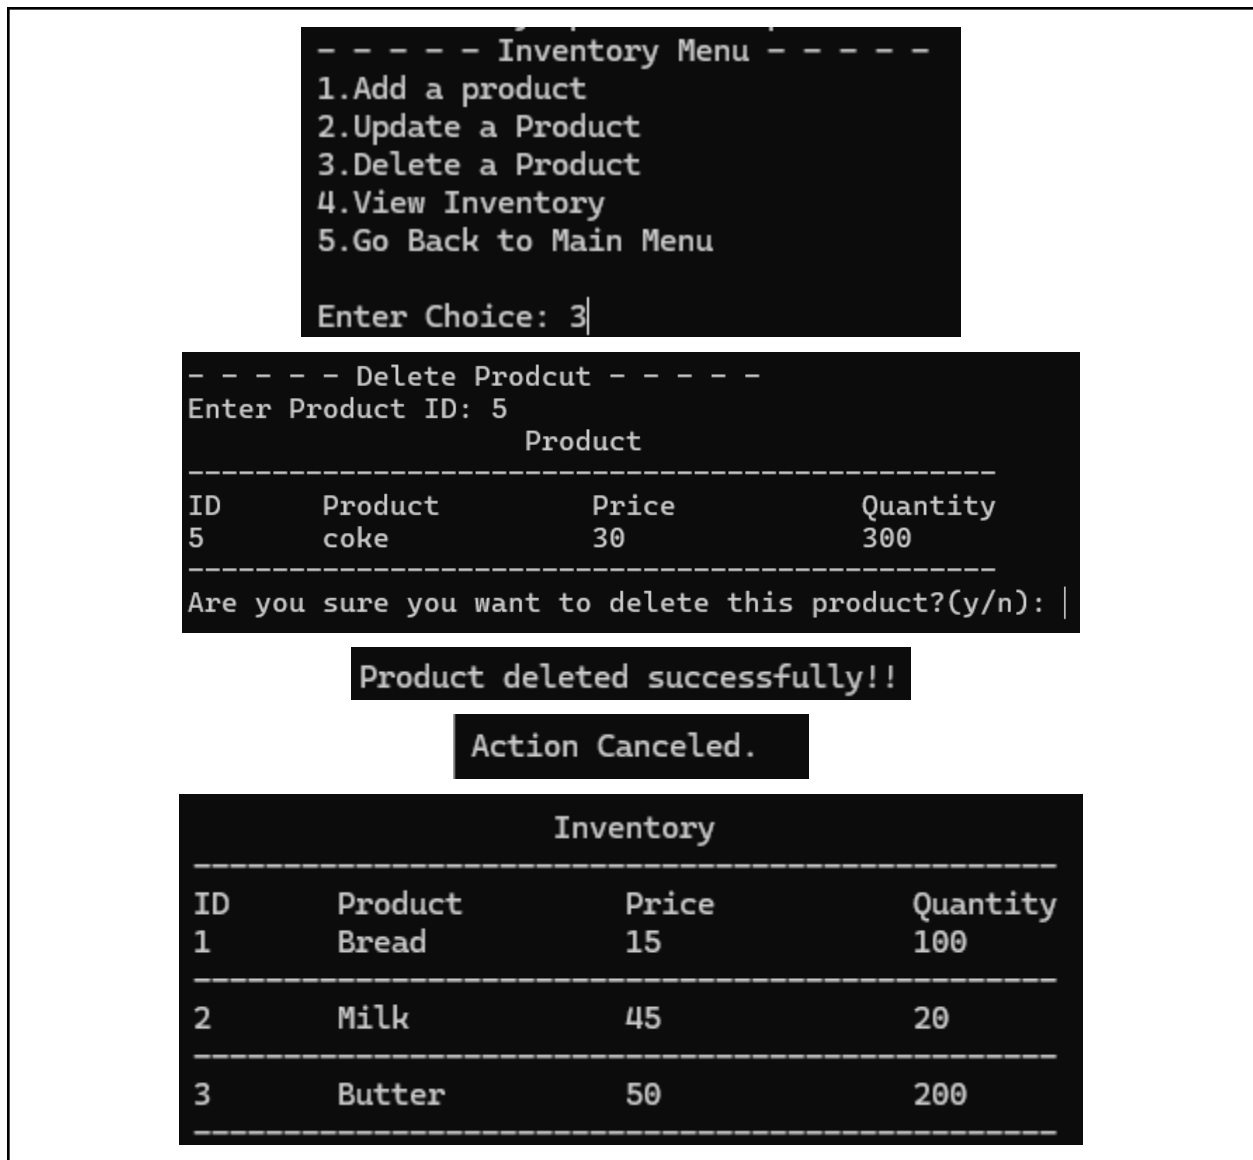 - - - - - Inventory Menu - - - - -
1.Add a product
2.Update a Product
3.Delete a Product
4.View Inventory
5.Go Back to Main Menu
Enter Choice: 3
- - - - - Delete Prodcut - - - - -
Enter Product ID: 5
Product
------------------------------------------------
ID Product Price Quantity
5 coke 30 300
------------------------------------------------
Are you sure you want to delete this product?(y/n):
Product deleted successfully!!
Action Canceled.
Inventory
------------------------------------------------
ID Product Price Quantity
1 Bread 15 100
------------------------------------------------
2 Milk 45 20
------------------------------------------------
3 Butter 50 200
------------------------------------------------